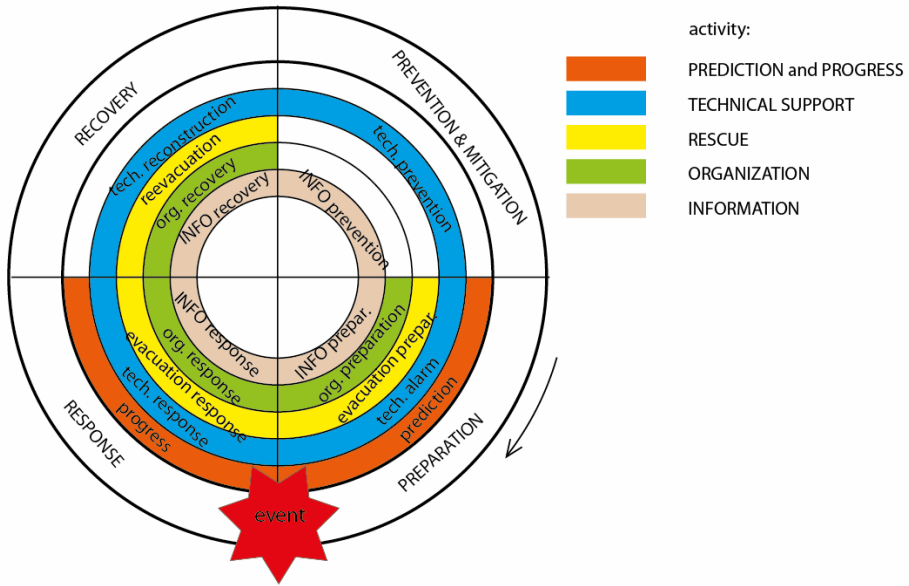 activity:
PREDICTION and PROGRESS
TECHNICAL SUPPORT
RESCUE
ORGANIZATION
INFORMATION
RECOVERY
PREVENTION & MITIGATION
RESPONSE
PREPARATION
tech. reconstruction
reevacuation
org. recovery
INFO recovery
tech. prevention
INFO prevention
INFO response
org. response
evacuation response
tech. response
progress
INFO prepar.
org. preparation
evacuation prepar.
tech. alarm
prediction
event